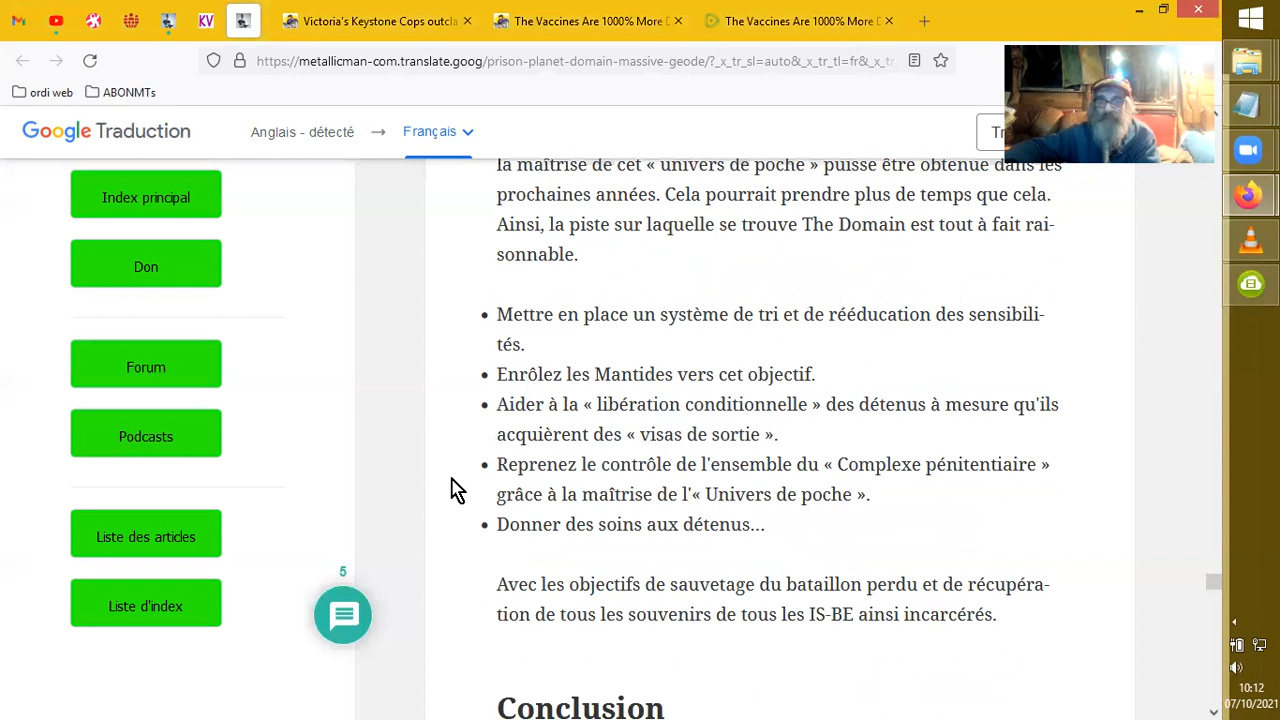 Victoria's Keystone Cops outcla
The Vaccines Are 1000% More D
The Vaccines Are 1000% More D
KV
https://metallicman-com.translate.goog/prison-planet-domain-massive-geode/?_x_tr_sl=auto&_x_tr_tl=fr&_x_
ordi web
ABONMTs
Google Traduction
Anglais - détecté
Français
Tr
Index principal
Don
Forum
Podcasts
Liste des articles
Liste d'index
5
la maîtrise de cet « univers de poche » puisse être obtenue dans les
prochaines années. Cela pourrait prendre plus de temps que cela.
Ainsi, la piste sur laquelle se trouve The Domain est tout à fait rai-
sonnable.
• Mettre en place un système de tri et de rééducation des sensibili-
tés.
• Enrôlez les Mantides vers cet objectif.
• Aider à la « libération conditionnelle » des détenus à mesure qu'ils
acquièrent des « visas de sortie ».
• Reprenez le contrôle de l'ensemble du « Complexe pénitentiaire »
grâce à la maîtrise de l'« Univers de poche ».
• Donner des soins aux détenus...
Avec les objectifs de sauvetage du bataillon perdu et de récupéra-
tion de tous les souvenirs de tous les IS-BE ainsi incarcérés.
Conclusion
10:12
07/10/2021